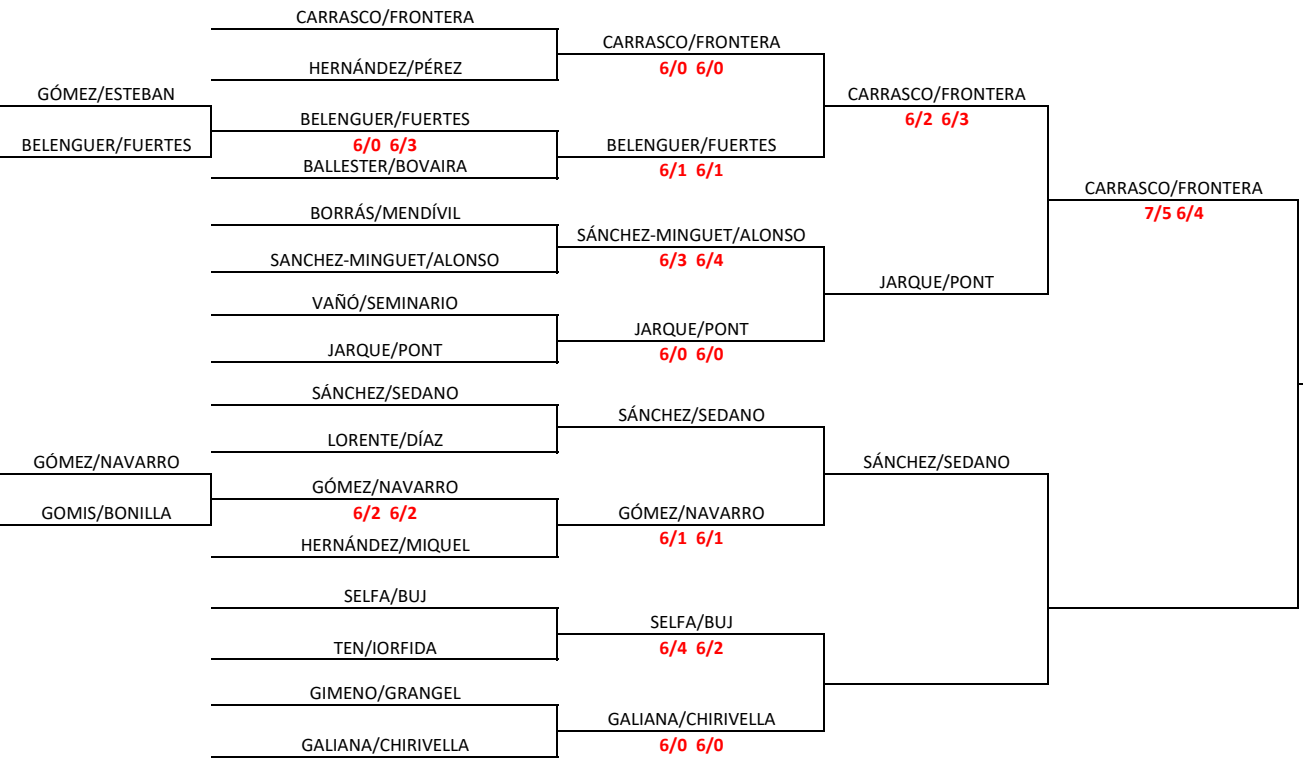 CARRASCO/FRONTERA
CARRASCO/FRONTERA
HERNÁNDEZ/PÉREZ
6/0 6/0
GÓMEZ/ESTEBAN
CARRASCO/FRONTERA
BELENGUER/FUERTES
6/2 6/3
BELENGUER/FUERTES
6/0 6/3
BELENGUER/FUERTES
BALLESTER/BOVAIRA
6/1 6/1
CARRASCO/FRONTERA
7/5 6/4
BORRÁS/MENDÍVIL
SÁNCHEZ-MINGUET/ALONSO
SANCHEZ-MINGUET/ALONSO
6/3 6/4
JARQUE/PONT
VAÑÓ/SEMINARIO
JARQUE/PONT
JARQUE/PONT
6/0 6/0
SÁNCHEZ/SEDANO
SÁNCHEZ/SEDANO
LORENTE/DÍAZ
GÓMEZ/NAVARRO
SÁNCHEZ/SEDANO
GÓMEZ/NAVARRO
GOMIS/BONILLA
6/2 6/2
GÓMEZ/NAVARRO
HERNÁNDEZ/MIQUEL
6/1 6/1
SELFA/BUJ
SELFA/BUJ
TEN/IORFIDA
6/4 6/2
GIMENO/GRANGEL
GALIANA/CHIRIVELLA
GALIANA/CHIRIVELLA
6/0 6/0